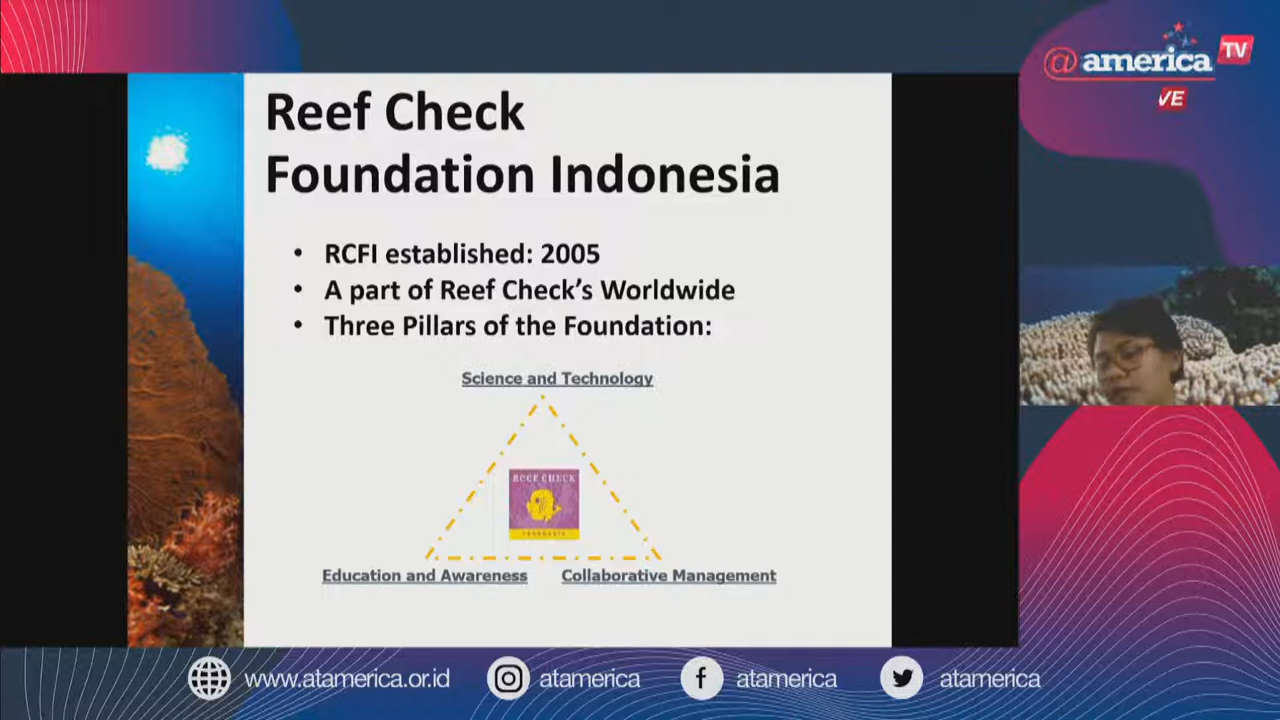 @america TV
VE
Reef Check
Foundation Indonesia
• RCFI established: 2005
• A part of Reef Check’s Worldwide
• Three Pillars of the Foundation:
Science and Technology
REEF CHECK
INDONESIA
Education and Awareness
Collaborative Management
www.atamerica.or.id
atamerica
atamerica
atamerica